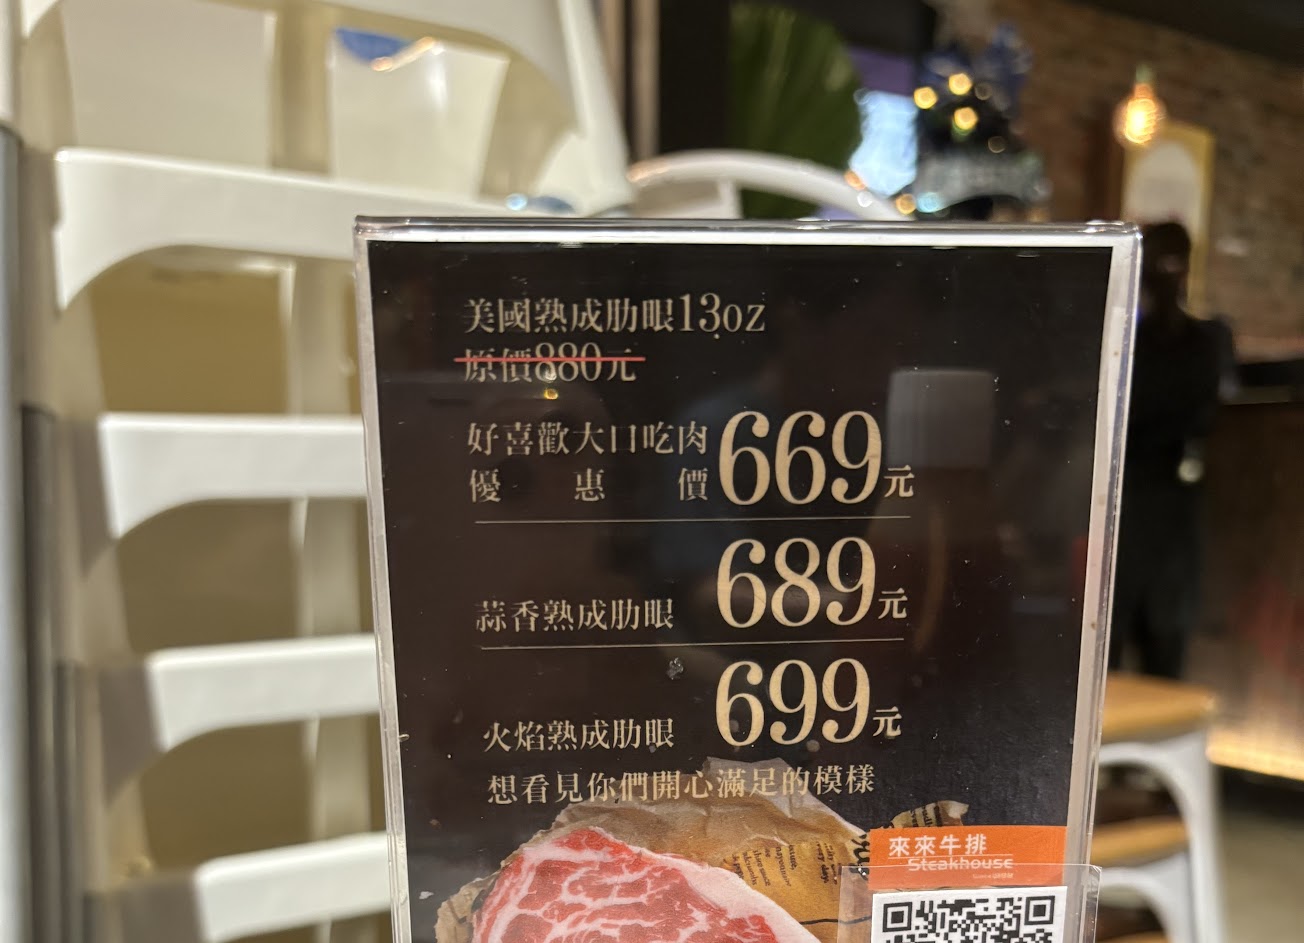 美國熟成肋眼13oz
原價880元
好喜歡大口吃肉
優惠價 669元
蒜香熟成肋眼 689元
火焰熟成肋眼 699元
想看見你們開心滿足的模樣
來來牛排
Steakhouse